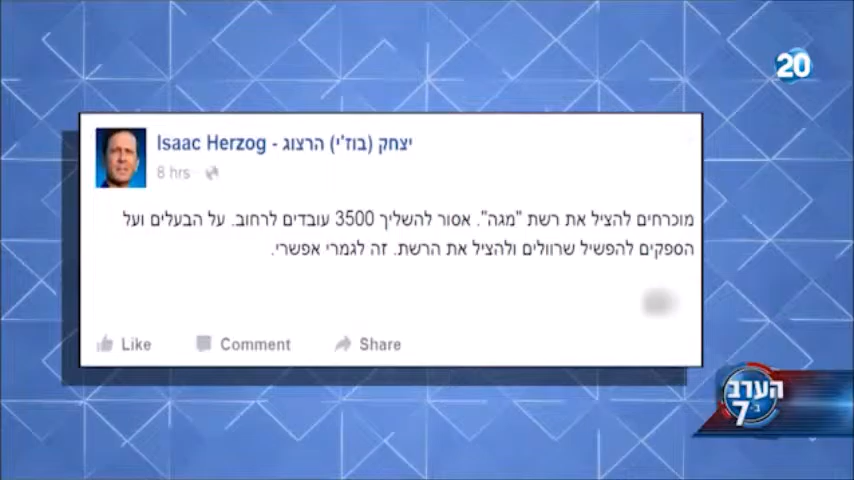 20
יצחק (בוז'י) הרצוג - Isaac Herzog
8 hrs
מוכרחים להציל את רשת "מגה". אסור להשליך 3500 עובדים לרחוב. על הבעלים ועל
הספקים להפשיל שרוולים ולהציל את הרשת. זה לגמרי אפשרי.
Like Comment Share
הערב
ב-7